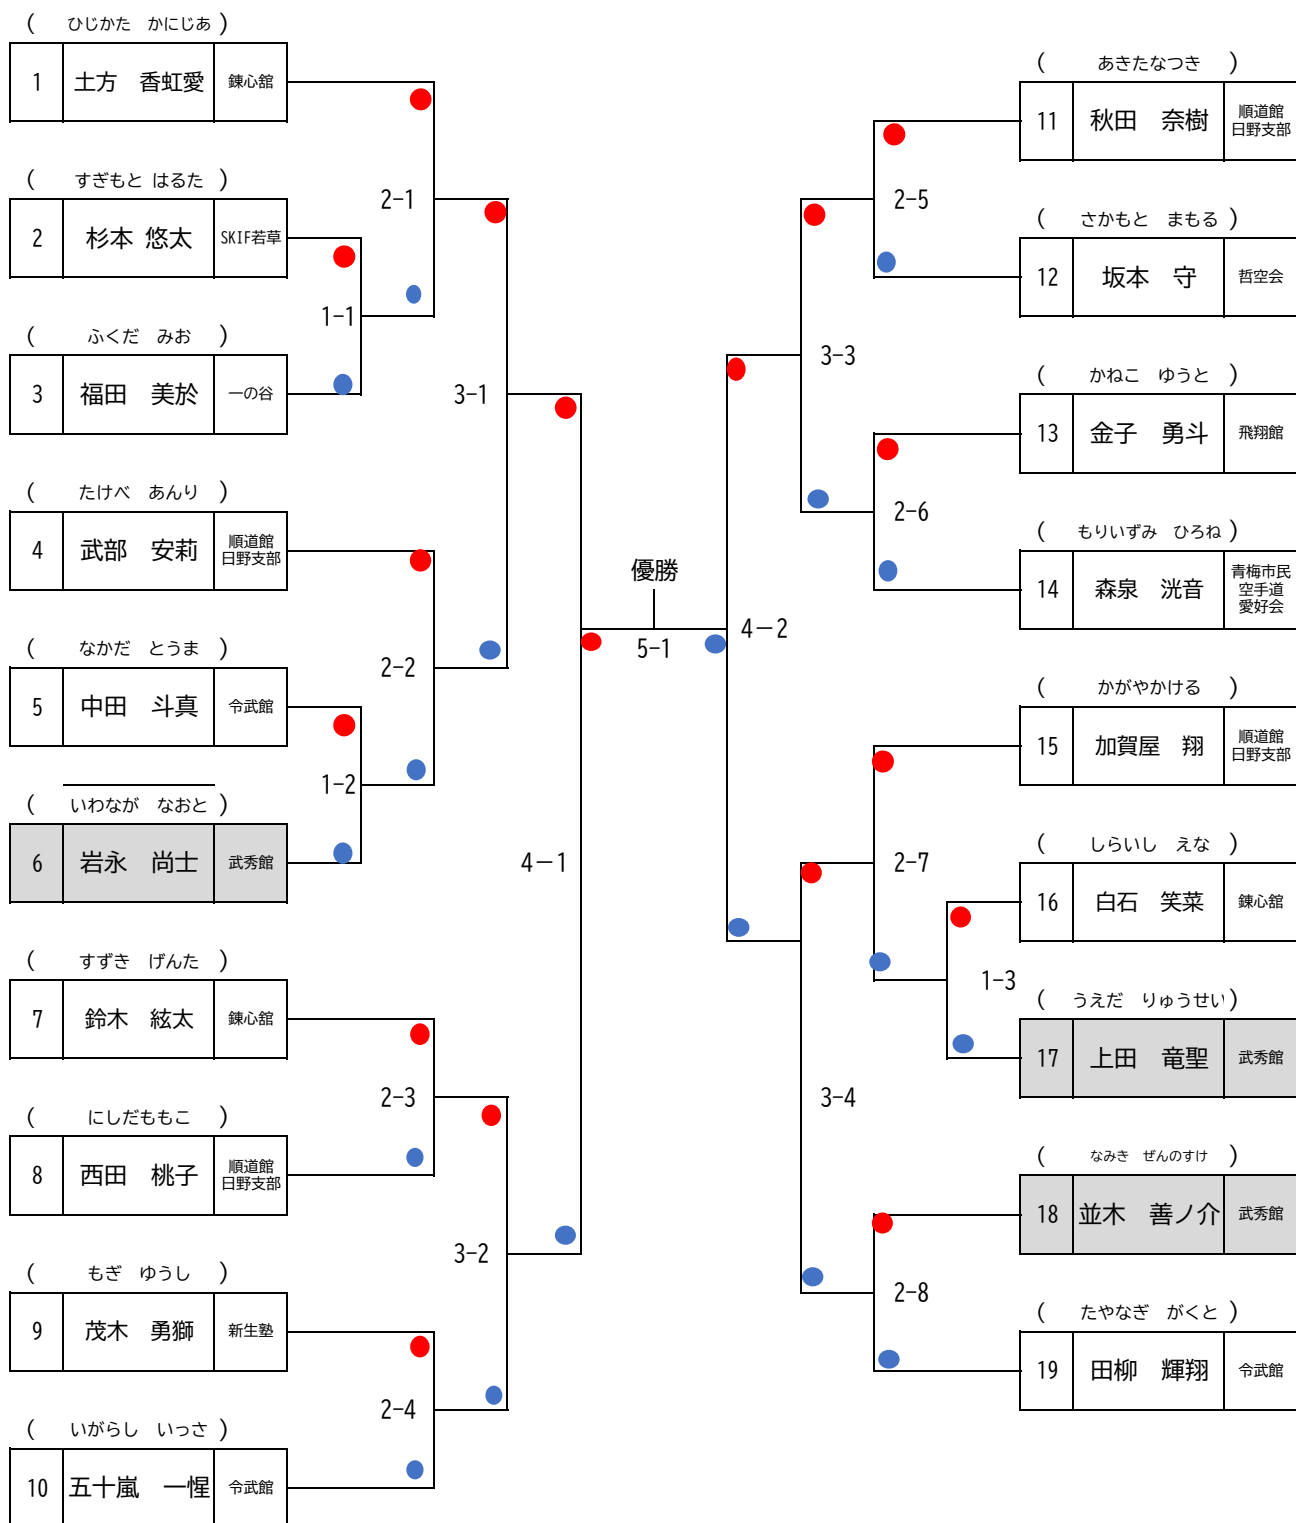 ( ひじかた かにじあ )
1 土方 香虹愛 錬心舘
( すぎもと はるた )
2 杉本 悠太 SKIF若草
( ふくだ みお )
3 福田 美於 一の谷
( たけべ あんり )
4 武部 安莉 順道館
日野支部
( なかだ とうま )
5 中田 斗真 令武館
( いわなが なおと )
6 岩永 尚士 武秀館
( すずき げんた )
7 鈴木 絃太 錬心舘
( にしだももこ )
8 西田 桃子 順道館
日野支部
( もぎ ゆうし )
9 茂木 勇獅 新生塾
( いがらし いっさ )
10 五十嵐 一惺 令武館
1-1
1-2
2-1
2-2
2-3
2-4
3-1
3-2
4-1
優勝
5-1
4-2
3-3
3-4
2-5
2-6
2-7
2-8
1-3
( あきたなつき )
11 秋田 奈樹 順道館
日野支部
( さかもと まもる )
12 坂本 守 哲空会
( かねこ ゆうと )
13 金子 勇斗 飛翔館
( もりいずみ ひろね )
14 森泉 洸音 青梅市民
空手道
愛好会
( かがやかける )
15 加賀屋 翔 順道館
日野支部
( しらいし えな )
16 白石 笑菜 錬心舘
( うえだ りゅうせい )
17 上田 竜聖 武秀館
( なみき ぜんのすけ )
18 並木 善ノ介 武秀館
( たやなぎ がくと )
19 田柳 輝翔 令武館